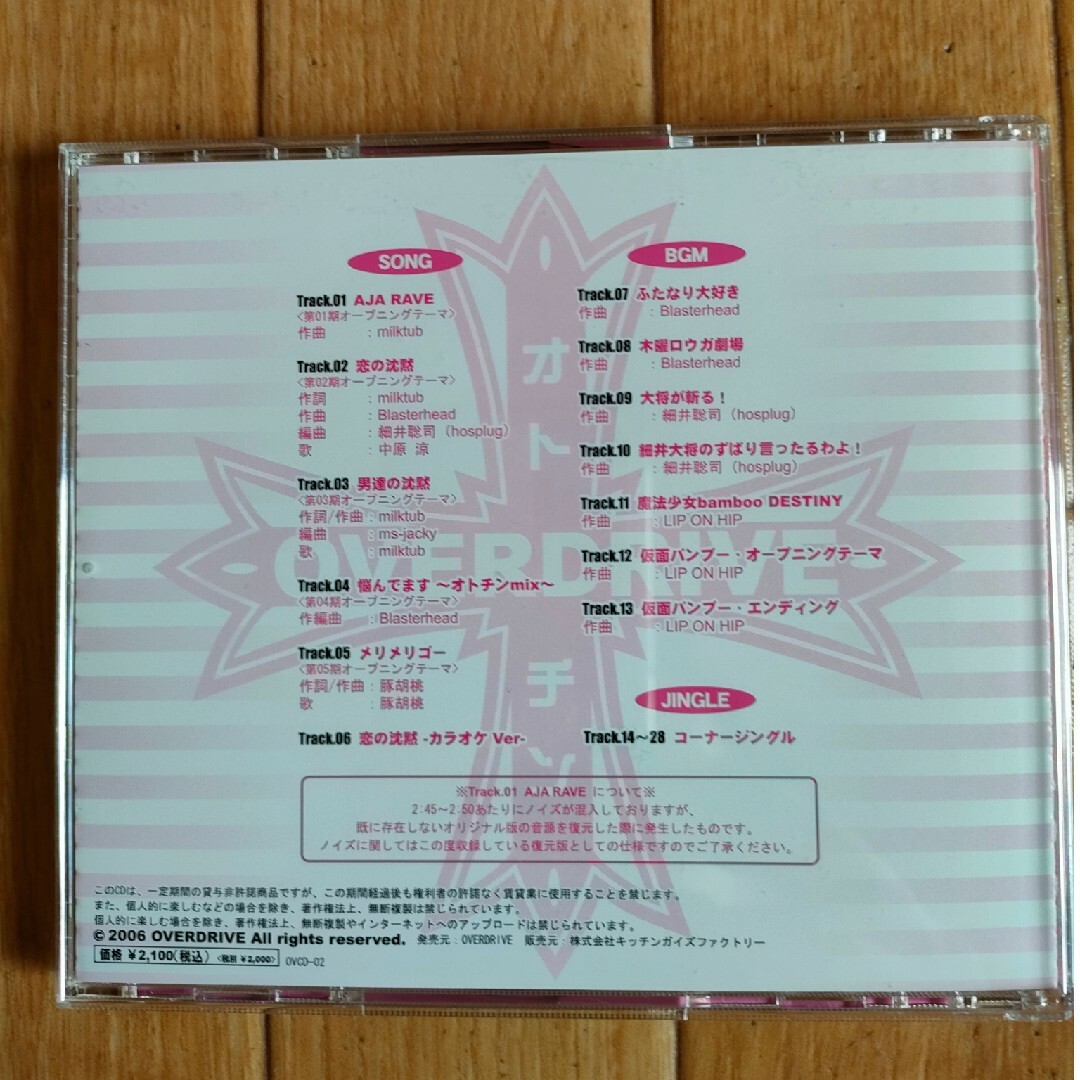 SONG
Track.01 AJA RAVE
<第01期オープニングテーマ>
作曲 : milktub
Track.02 恋の沈黙
<第02期オープニングテーマ>
作詞 : milktub
作曲 : Blasterhead
編曲 : 細井聡司 (hosplug)
歌 : 中原 涼
Track.03 男達の沈黙
<第03期オープニングテーマ>
作詞/作曲 : milktub
編曲 : ms-jacky
歌 : milktub
Track.04 悩んでます ～オトチンmix～
<第04期オープニングテーマ>
作編曲 : Blasterhead
Track.05 メリメリゴー
<第05期オープニングテーマ>
作詞/作曲 : 豚胡桃
歌 : 豚胡桃
Track.06 恋の沈黙 -カラオケ Ver-
BGM
Track.07 ふたなり大好き
作曲 : Blasterhead
Track.08 木曜ロウガ劇場
作曲 : Blasterhead
Track.09 大将が斬る！
作曲 : 細井聡司 (hosplug)
Track.10 細井大将のずばり言ったるわよ！
作曲 : 細井聡司 (hosplug)
Track.11 魔法少女bamboo DESTINY
作曲 : LIP ON HIP
Track.12 仮面バンブー・オープニングテーマ
作曲 : LIP ON HIP
Track.13 仮面バンブー・エンディング
作曲 : LIP ON HIP
JINGLE
Track.14～28 コーナージングル
オトチン
OVERDRIVE
※Track.01 AJA RAVE について※
2:45～2:50あたりにノイズが混入しておりますが、
既に存在しないオリジナル版の音源を復元した際に発生したものです。
ノイズに関してはこの度収録している復元版としての仕様ですのでご了承ください。
このCDは、一定期間の貸与非許諾商品ですが、この期間経過後も権利者の許諾なく賃貸業に使用することを禁じます。
また、個人的に楽しむなどの場合を除き、著作権法上、無断複製は禁じられています。
個人的に楽しむ場合を除き、著作権法上、無断複製やインターネットへのアップロードは禁じられています。
© 2006 OVERDRIVE All rights reserved. 発売元：OVERDRIVE 販売元：株式会社キッチンガイズファクトリー
価格 ¥2,100(税込) <税別 ¥2,000> OVCD-02